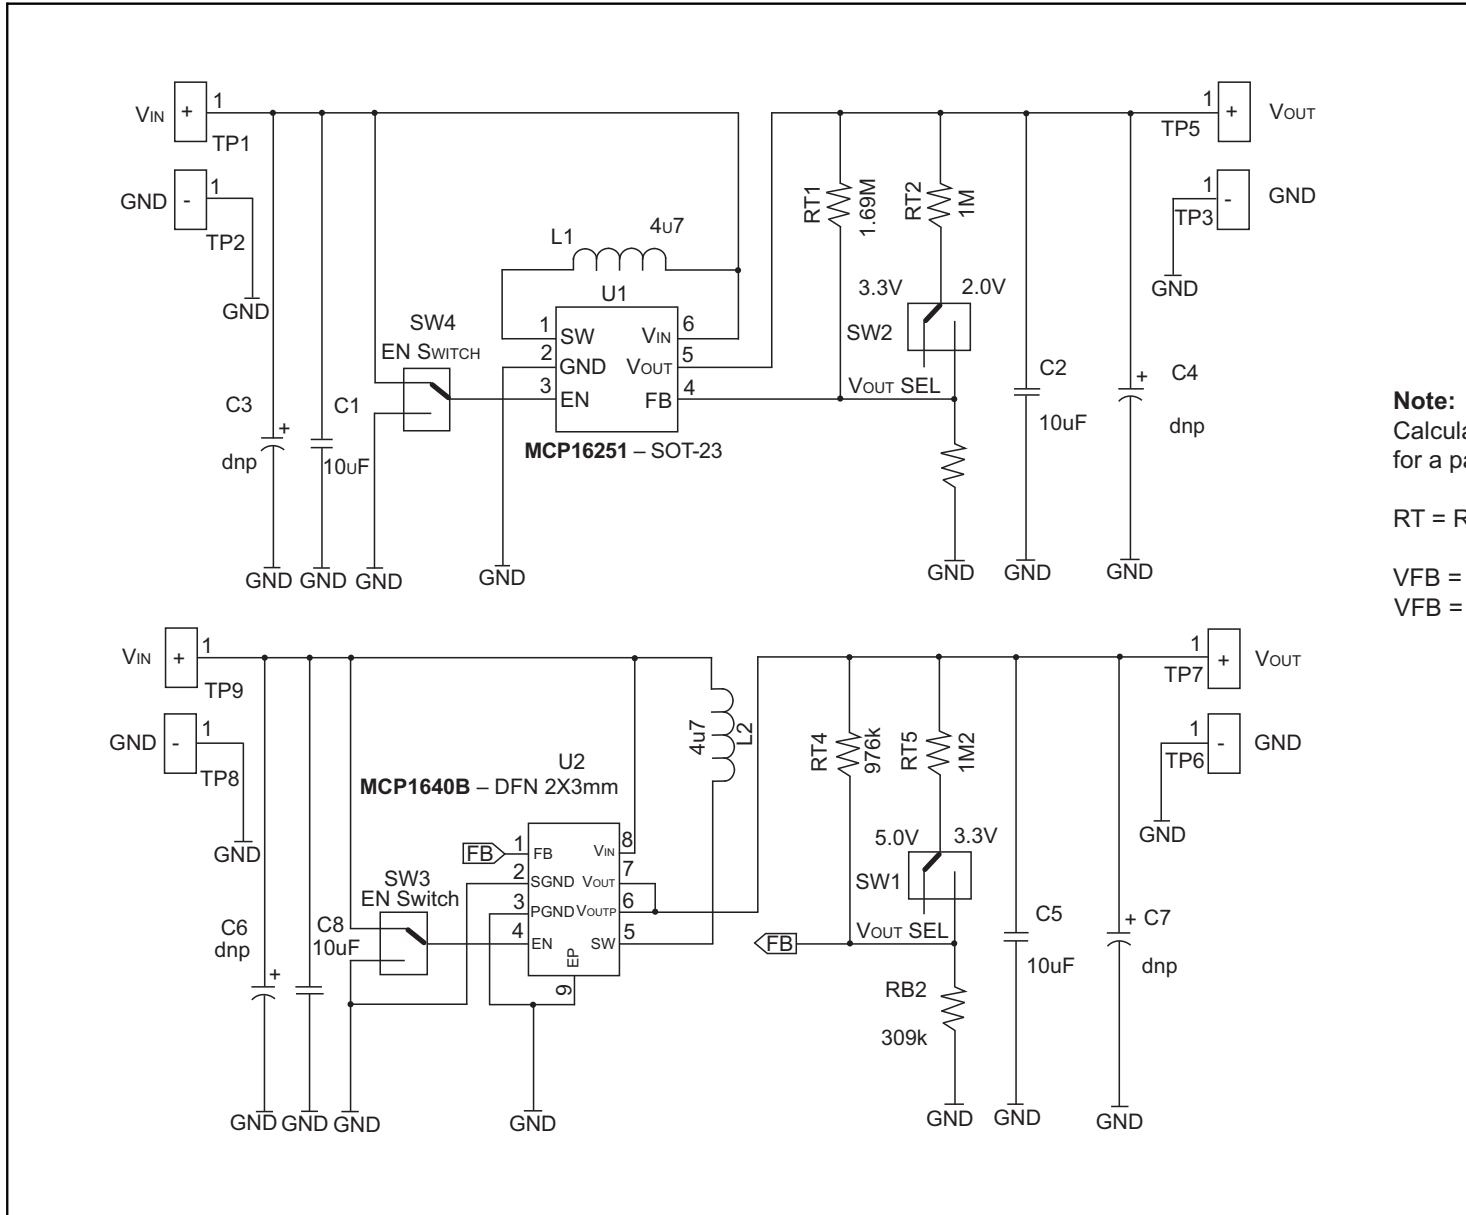 VIN
+
1
TP1
GND
-
1
TP2
GND
C3
+
dnp
C1
10UF
GND
GND
GND
SW4
EN SWITCH
L1
4U7
U1
1
SW
2
GND
3
EN
VIN
6
VOUT
5
FB
4
MCP16251 – SOT-23
GND
RT1
1.69M
RT2
1M
3.3V
2.0V
SW2
VOUT SEL
GND
C2
10uF
GND
C4
+
dnp
GND
1
+
VOUT
TP5
1
-
GND
TP3
GND
Note:
Calcula
for a pa
RT = R
VFB =
VFB =
VIN
+
1
TP9
GND
-
1
TP8
GND
C6
dnp
+
C8
10uF
GND
GND
GND
SW3
EN Switch
U2
MCP1640B – DFN 2X3mm
FB
1
FB
2
SGND
3
PGND
4
EN
VIN
8
VOUT
7
VOUTP
6
SW
5
EP
9
GND
4u7
L2
RT4
976k
RT5
1M2
5.0V
3.3V
SW1
VOUT SEL
FB
RB2
309k
GND
C5
10uF
GND
+
C7
dnp
GND
1
+
VOUT
TP7
1
-
GND
TP6
GND